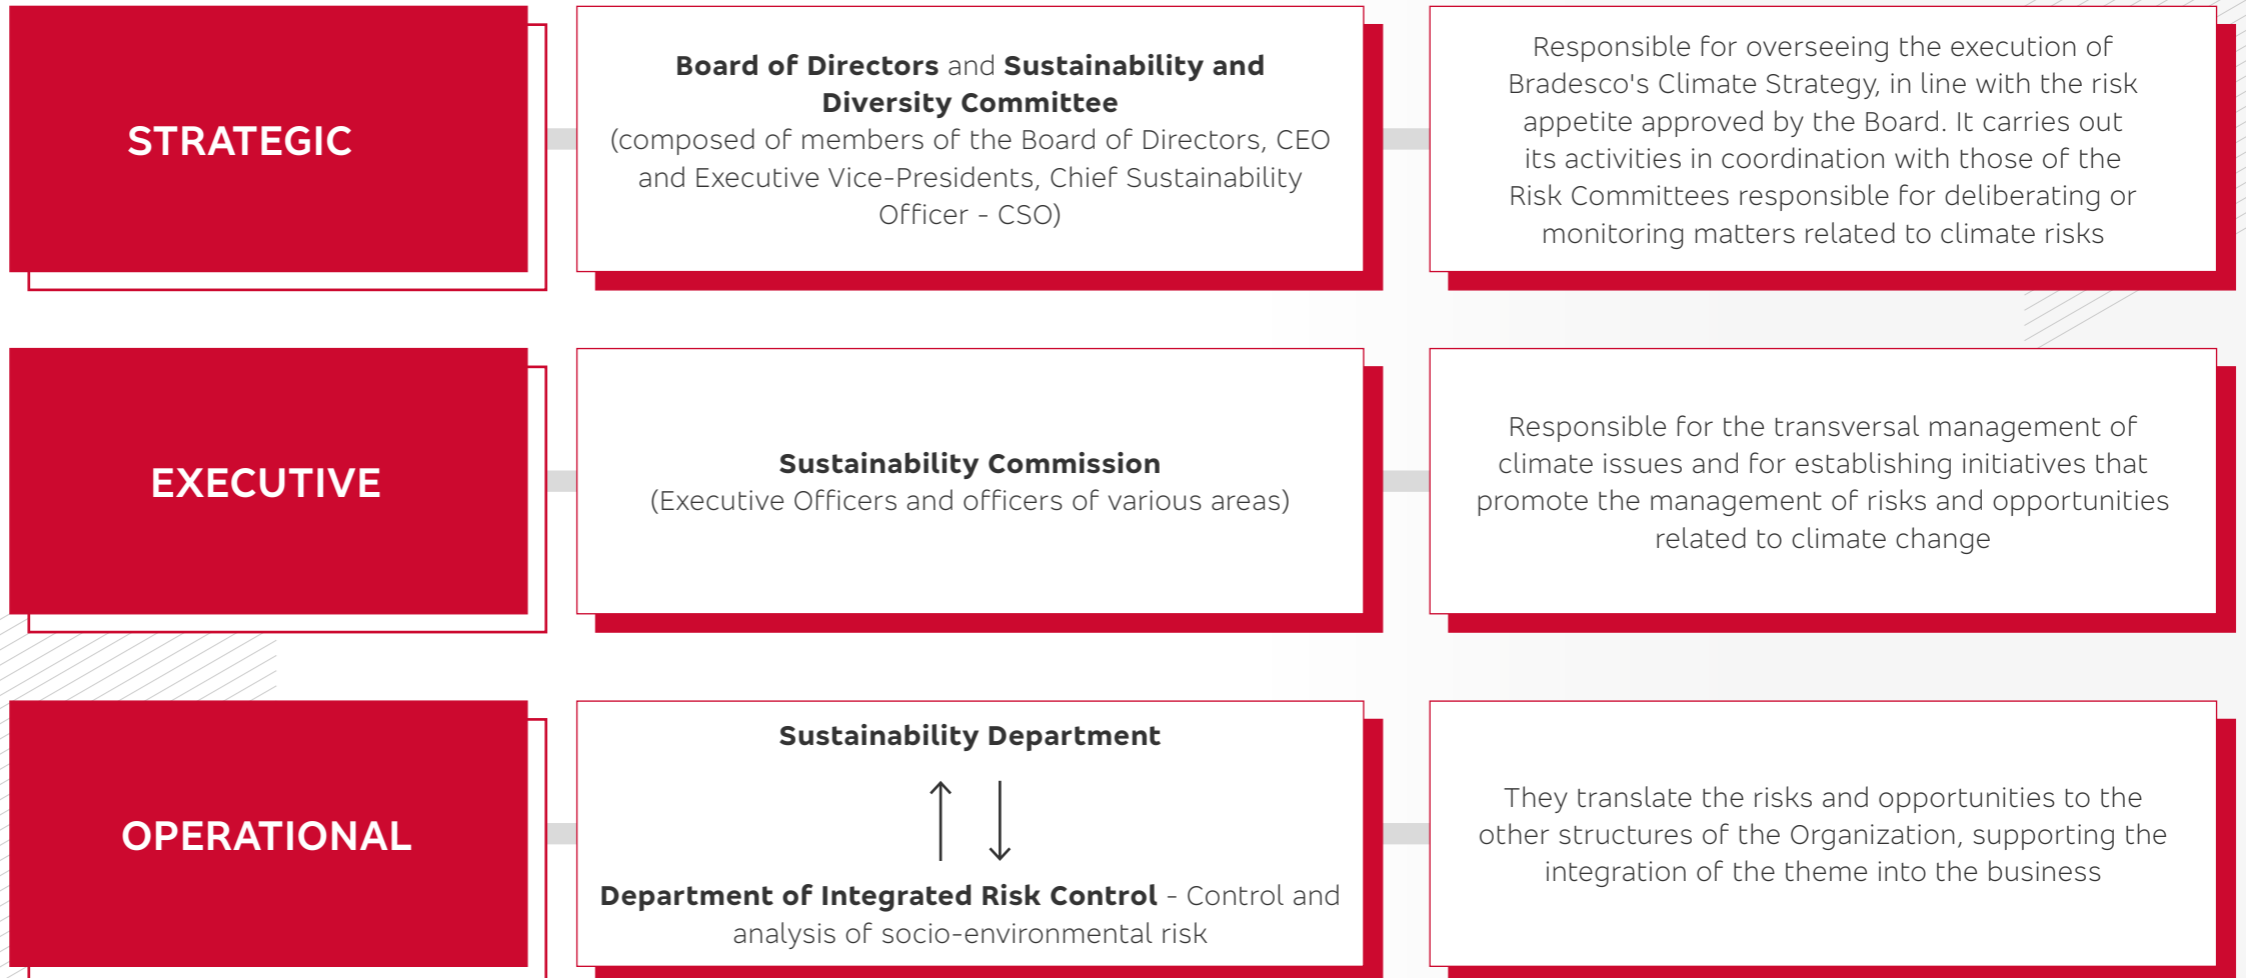 STRATEGIC
Board of Directors and Sustainability and
Diversity Committee
(composed of members of the Board of Directors, CEO
and Executive Vice-Presidents, Chief Sustainability
Officer - CSO)
Responsible for overseeing the execution of
Bradesco's Climate Strategy, in line with the risk
appetite approved by the Board. It carries out
its activities in coordination with those of the
Risk Committees responsible for deliberating or
monitoring matters related to climate risks
EXECUTIVE
Sustainability Commission
(Executive Officers and officers of various areas)
Responsible for the transversal management of
climate issues and for establishing initiatives that
promote the management of risks and opportunities
related to climate change
OPERATIONAL
Sustainability Department
Department of Integrated Risk Control - Control and
analysis of socio-environmental risk
They translate the risks and opportunities to the
other structures of the Organization, supporting the
integration of the theme into the business